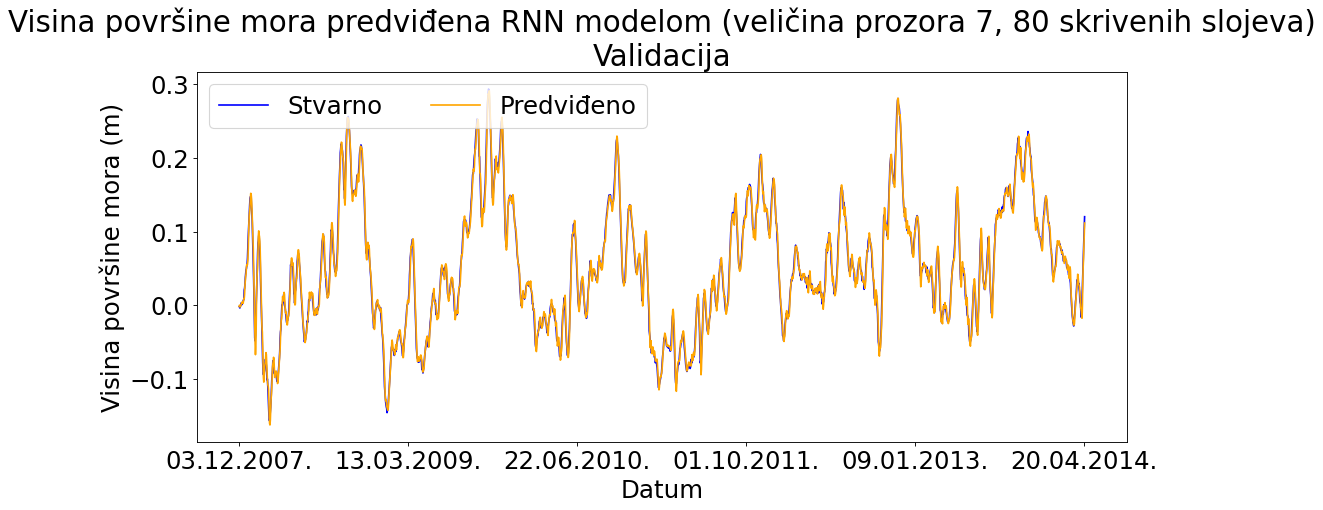 Visina površine mora predviđena RNN modelom (veličina prozora 7, 80 skrivenih slojeva)
Validacija
Stvarno Predviđeno
Visina površine mora (m)
0.3
0.2
0.1
0.0
−0.1
03.12.2007. 13.03.2009. 22.06.2010. 01.10.2011. 09.01.2013. 20.04.2014.
Datum